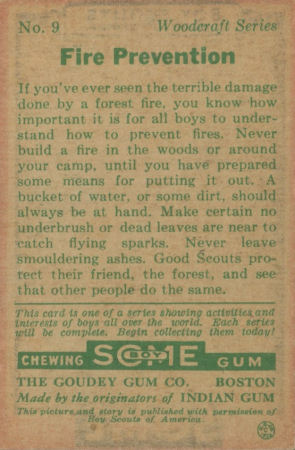 No. 9 Woodcraft Series
Fire Prevention
If you've ever seen the terrible damage
done by a forest fire, you know how
important it is for all boys to under-
stand how to prevent fires. Never
build a fire in the woods or around
your camp, until you have prepared
some means for putting it out. A
bucket of water, or some dirt, should
always be at hand. Make certain no
underbrush or dead leaves are near to
catch flying sparks. Never leave
smouldering ashes. Good Scouts pro-
tect their friend, the forest, and see
that other people do the same.
This card is one of a series showing activities and
interests of boys all over the world. Each series
will be complete. Begin collecting them today!
CHEWING SOME BOY GUM
THE GOUDEY GUM CO. BOSTON
Made by the originators of INDIAN GUM
This picture and story is published with permission of
Boy Scouts of America.